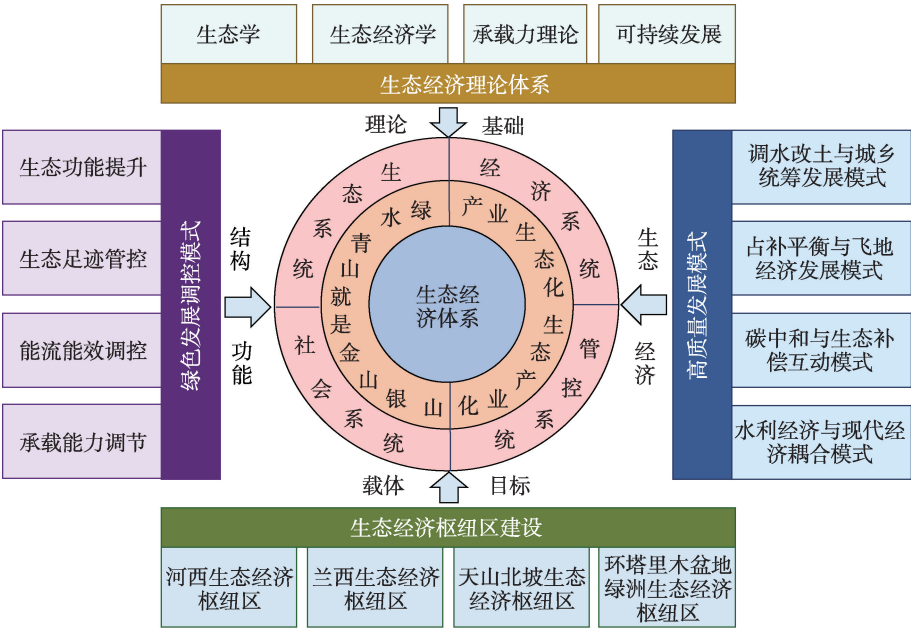 生态学
生态经济学
承载力理论
可持续发展
生态经济理论体系
理论
基础
生态功能提升
生态足迹管控
能流能效调控
承载能力调节
绿色发展调控模式
结构
功能
生态系统
经济系统
社会系统
管控系统
绿水青山就是金山银山
产业生态化
生态产业化
生态经
济体系
生态
经济
高质量发展模式
调水改土与城乡
统筹发展模式
占补平衡与飞地
经济发展模式
碳中和与生态补
偿互动模式
水利经济与现代经
济耦合模式
载体
目标
生态经济枢纽区建设
河西生态经济
枢纽区
兰西生态经济
枢纽区
天山北坡生态
经济枢纽区
环塔里木盆地
绿洲生态经济
枢纽区